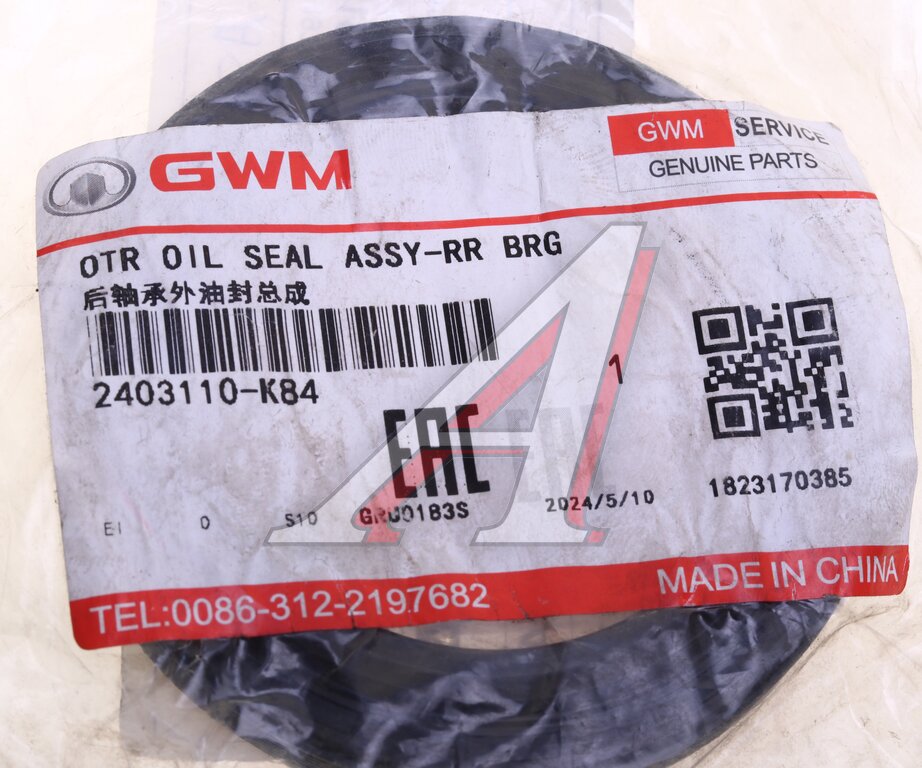 GWM
GWM SERVICE
GENUINE PARTS
OTR OIL SEAL ASSY-RR BRG
后轴承外油封总成
2403110-K84
1
EAC
EI 0 S10 GRU0183S 2024/5/10 1823170385
TEL:0086-312-2197682
MADE IN CHINA